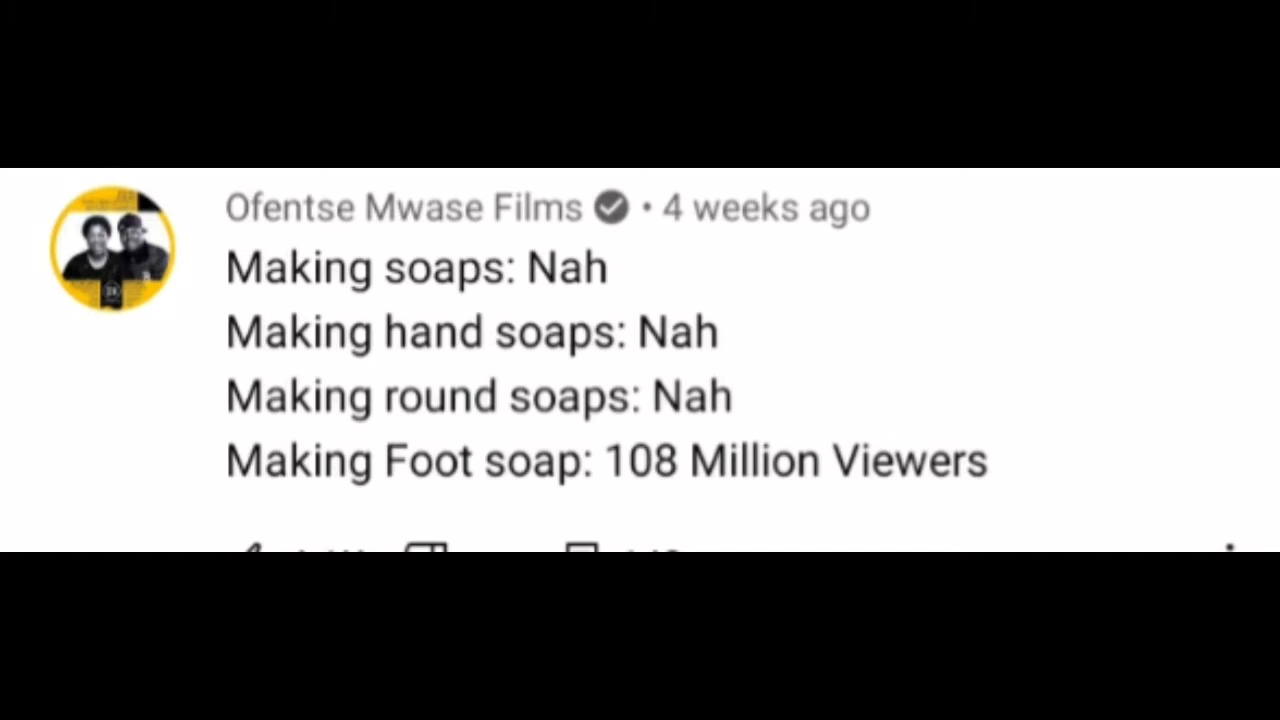 Ofentse Mwase Films • 4 weeks ago
Making soaps: Nah
Making hand soaps: Nah
Making round soaps: Nah
Making Foot soap: 108 Million Viewers